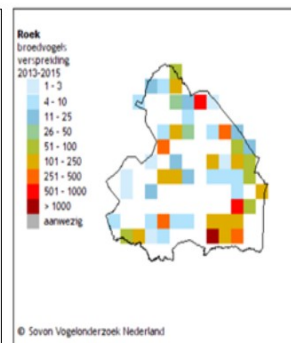 Roek
broedvogels
verspreiding
2013-2015
1 - 3
4 - 10
11 - 25
26 - 50
51 - 100
101 - 250
251 - 500
501 - 1000
> 1000
aanwezig
© Sovon Vogelonderzoek Nederland